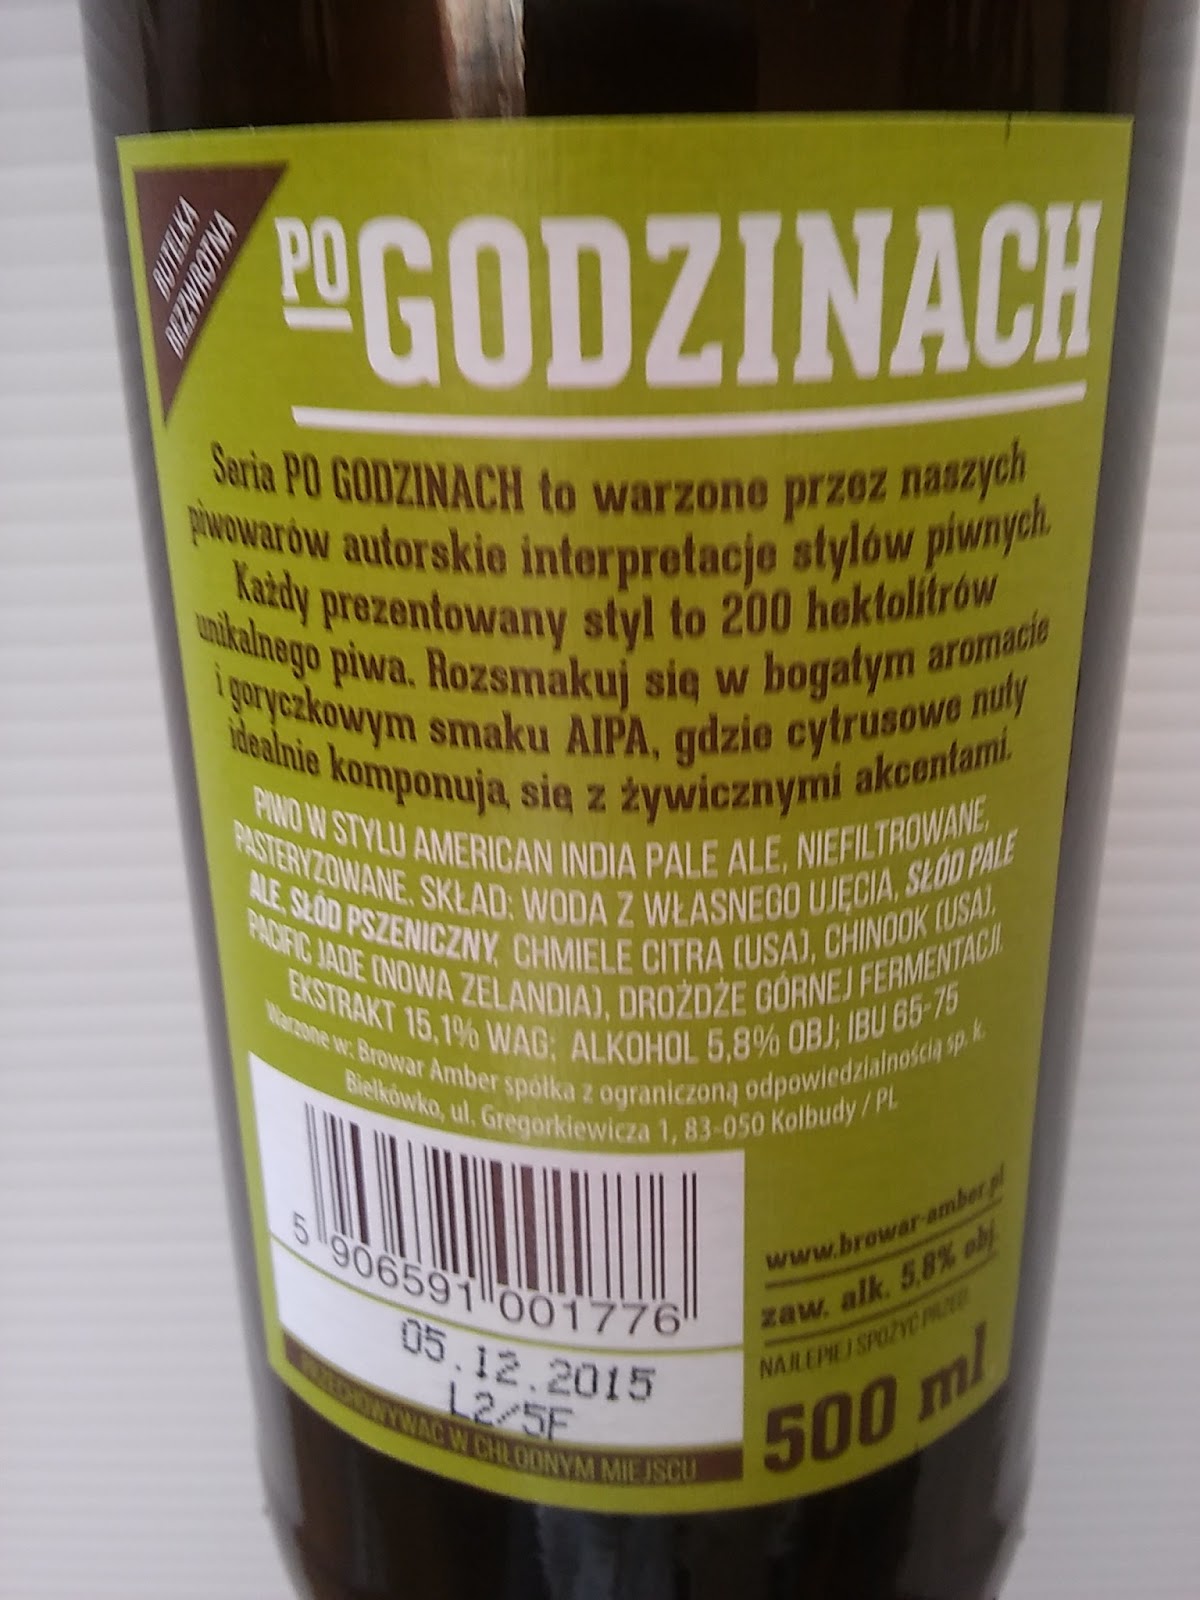 BUTELKA
BEZWROTNA
PO GODZINACH
Seria PO GODZINACH to warzone przez naszych
piwowarów autorskie interpretacje stylów piwnych.
Każdy prezentowany styl to 200 hektolitrów
unikalnego piwa. Rozsmakuj się w bogatym aromacie
i goryczkowym smaku AIPA, gdzie cytrusowe nuty
idealnie komponują się z żywicznymi akcentami.
PIWO W STYLU AMERICAN INDIA PALE ALE, NIEFILTROWANE,
PASTERYZOWANE. SKŁAD: WODA Z WŁASNEGO UJĘCIA, SŁÓD PALE
ALE, SŁÓD PSZENICZNY, CHMIELE CITRA (USA), CHINOOK (USA),
PACIFIC JADE (NOWA ZELANDIA), DROŻDŻE GÓRNEJ FERMENTACJI.
EKSTRAKT 15,1% WAG; ALKOHOL 5,8% OBJ; IBU 65-75
Warzone w: Browar Amber spółka z ograniczoną odpowiedzialnością sp. k.
Bielkówko, ul. Gregorkiewicza 1, 83-050 Kolbudy / PL
5 906591 001776
05.12.2015
L2/5F
PRZECHOWYWAĆ W CHŁODNYM MIEJSCU
www.browar-amber.pl
zaw. alk. 5,8% obj.
NAJLEPIEJ SPOŻYĆ PRZED:
500 ml